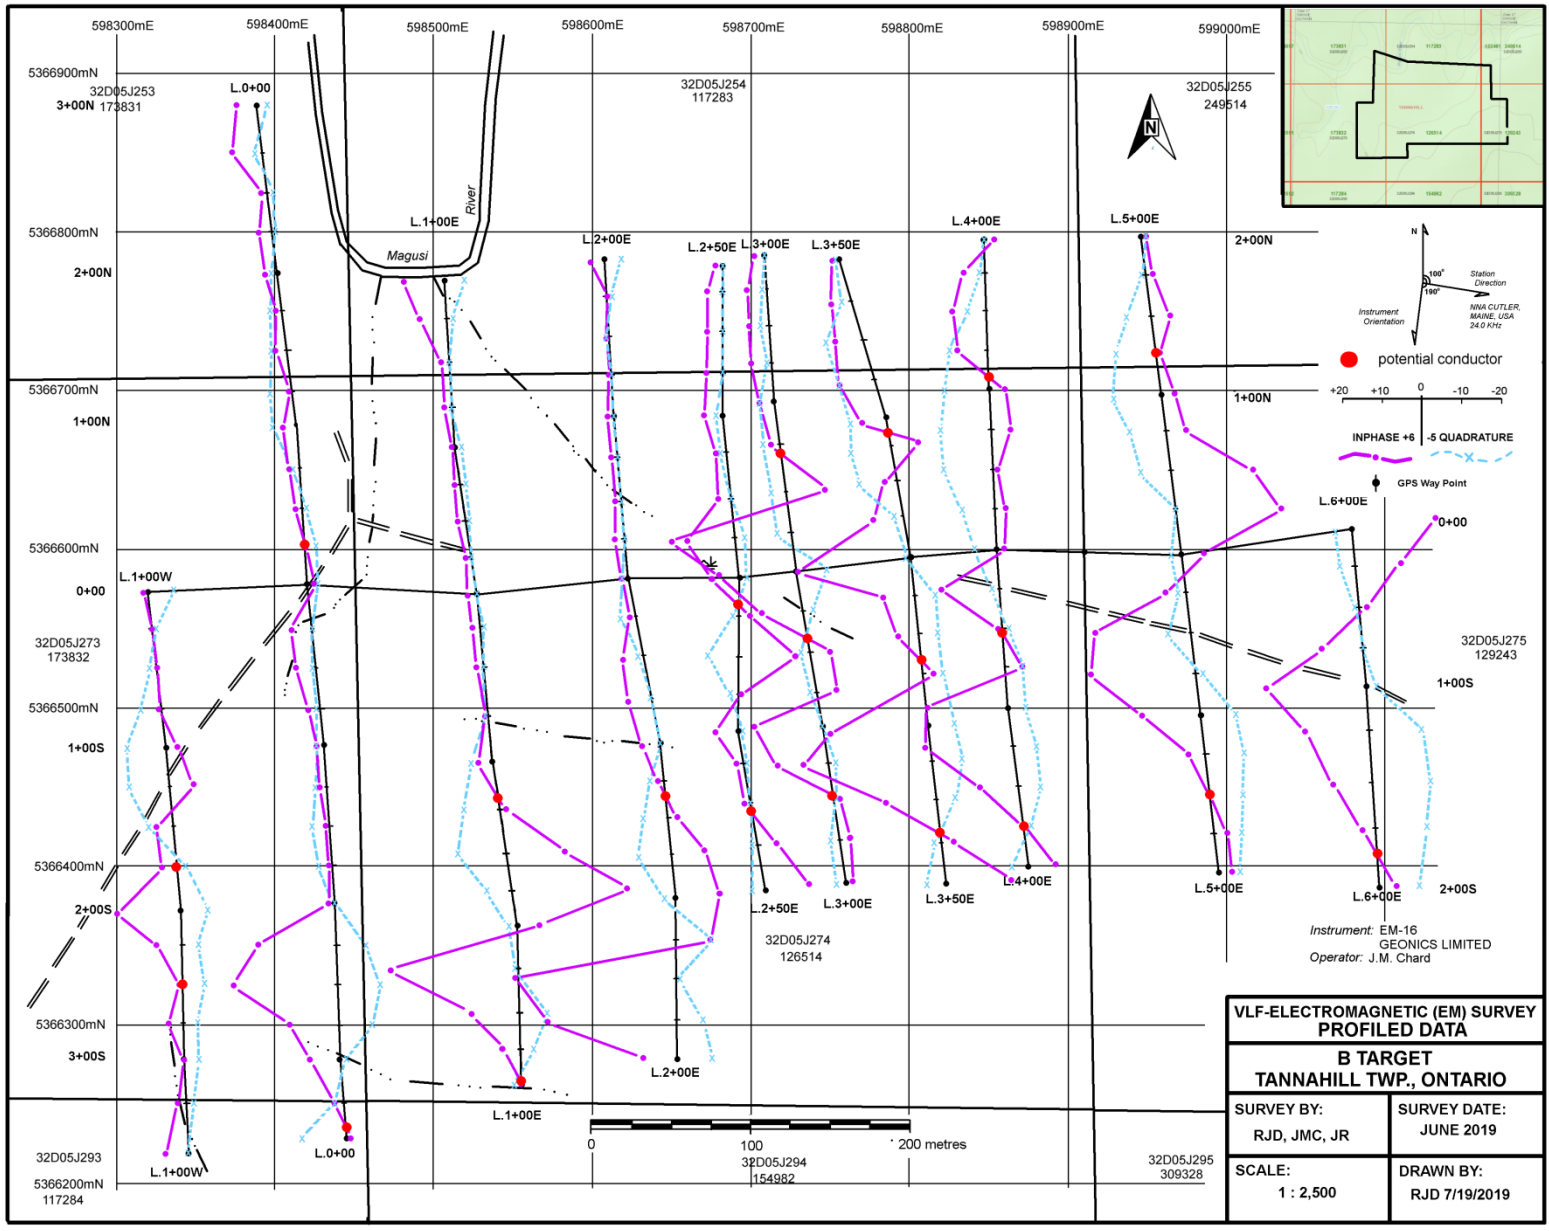 598300mE
598400mE
598500mE
598600mE
598700mE
598800mE
598900mE
599000mE
5366900mN
32D05J253
173831
3+00N
L.0+00
32D05J254
117283
32D05J255
249514
N
5366800mN
2+00N
L.1+00E
River
Magusi
L.2+00E
L.2+50E
L.3+00E
L.3+50E
L.4+00E
L.5+00E
2+00N
N
100°
190°
Station
Direction
Instrument
Orientation
NNA CUTLER,
MAINE, USA
24.0 KHz
potential conductor
+20 +10 0 -10 -20
5366700mN
1+00N
1+00N
INPHASE +6 -5 QUADRATURE
GPS Way Point
L.6+00E
0+00
5366600mN
L.1+00W
0+00
32D05J273
173832
32D05J275
129243
1+00S
5366500mN
1+00S
5366400mN
2+00S
L.2+50E
L.3+00E
L.3+50E
L.4+00E
L.5+00E
L.6+00E
2+00S
32D05J274
126514
Instrument: EM-16
GEONICS LIMITED
Operator: J.M. Chard
5366300mN
3+00S
L.2+00E
L.1+00E
L.0+00
L.1+00W
0 100 200 metres
32D05J293
117284
5366200mN
32D05J294
154982
32D05J295
309328
VLF-ELECTROMAGNETIC (EM) SURVEY
PROFILED DATA
B TARGET
TANNAHILL TWP., ONTARIO
SURVEY BY:
RJD, JMC, JR
SURVEY DATE:
JUNE 2019
SCALE:
1 : 2,500
DRAWN BY:
RJD 7/19/2019